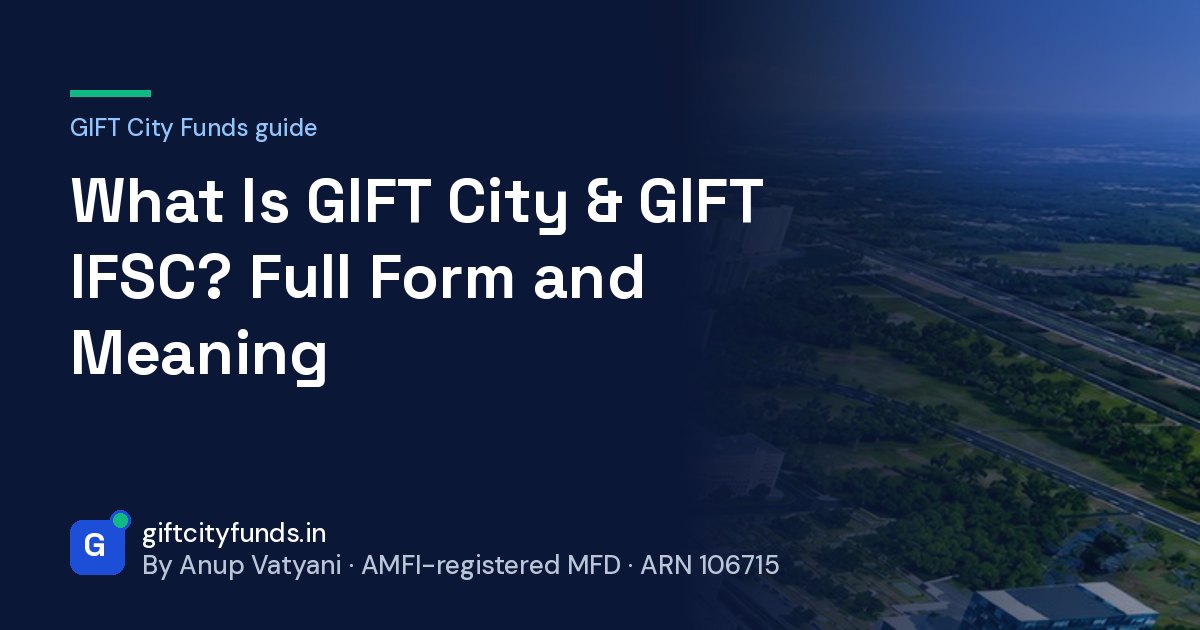 GIFT City Funds guide
What Is GIFT City & GIFT
IFSC? Full Form and
Meaning
G
giftcityfunds.in
By Anup Vatyani · AMFI-registered MFD · ARN 106715